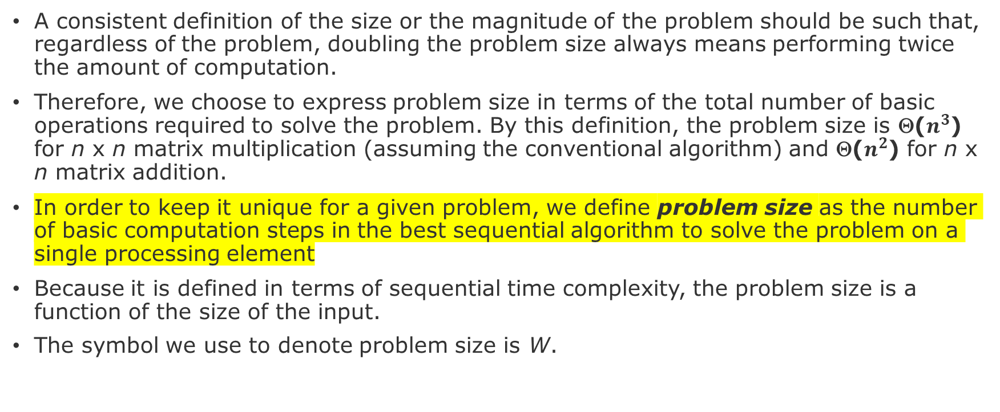 • A consistent definition of the size or the magnitude of the problem should be such that,
regardless of the problem, doubling the problem size always means performing twice
the amount of computation.
• Therefore, we choose to express problem size in terms of the total number of basic
operations required to solve the problem. By this definition, the problem size is Θ(n³)
for n x n matrix multiplication (assuming the conventional algorithm) and Θ(n²) for n x
n matrix addition.
• In order to keep it unique for a given problem, we define problem size as the number
of basic computation steps in the best sequential algorithm to solve the problem on a
single processing element
• Because it is defined in terms of sequential time complexity, the problem size is a
function of the size of the input.
• The symbol we use to denote problem size is W.